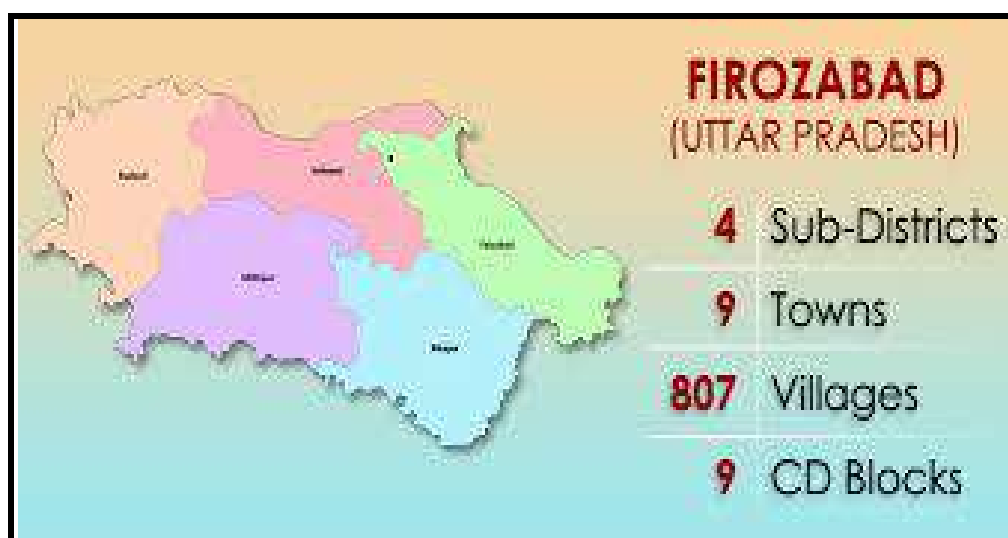 FIROZABAD
(UTTAR PRADESH)
4 Sub-Districts
9 Towns
807 Villages
9 CD Blocks